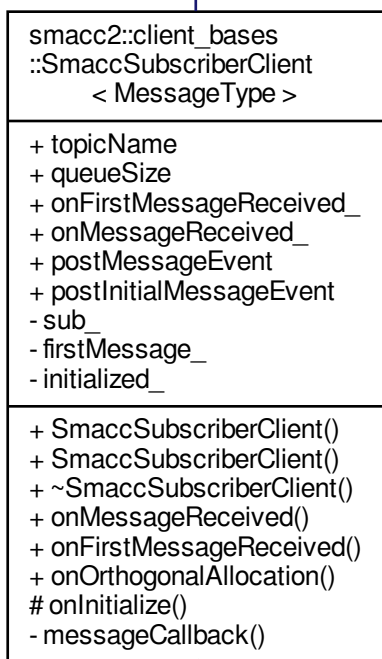 smacc2::client_bases
::SmaccSubscriberClient
< MessageType >
+ topicName
+ queueSize
+ onFirstMessageReceived_
+ onMessageReceived_
+ postMessageEvent
+ postInitialMessageEvent
- sub_
- firstMessage_
- initialized_
+ SmaccSubscriberClient()
+ SmaccSubscriberClient()
+ ~SmaccSubscriberClient()
+ onMessageReceived()
+ onFirstMessageReceived()
+ onOrthogonalAllocation()
# onInitialize()
- messageCallback()